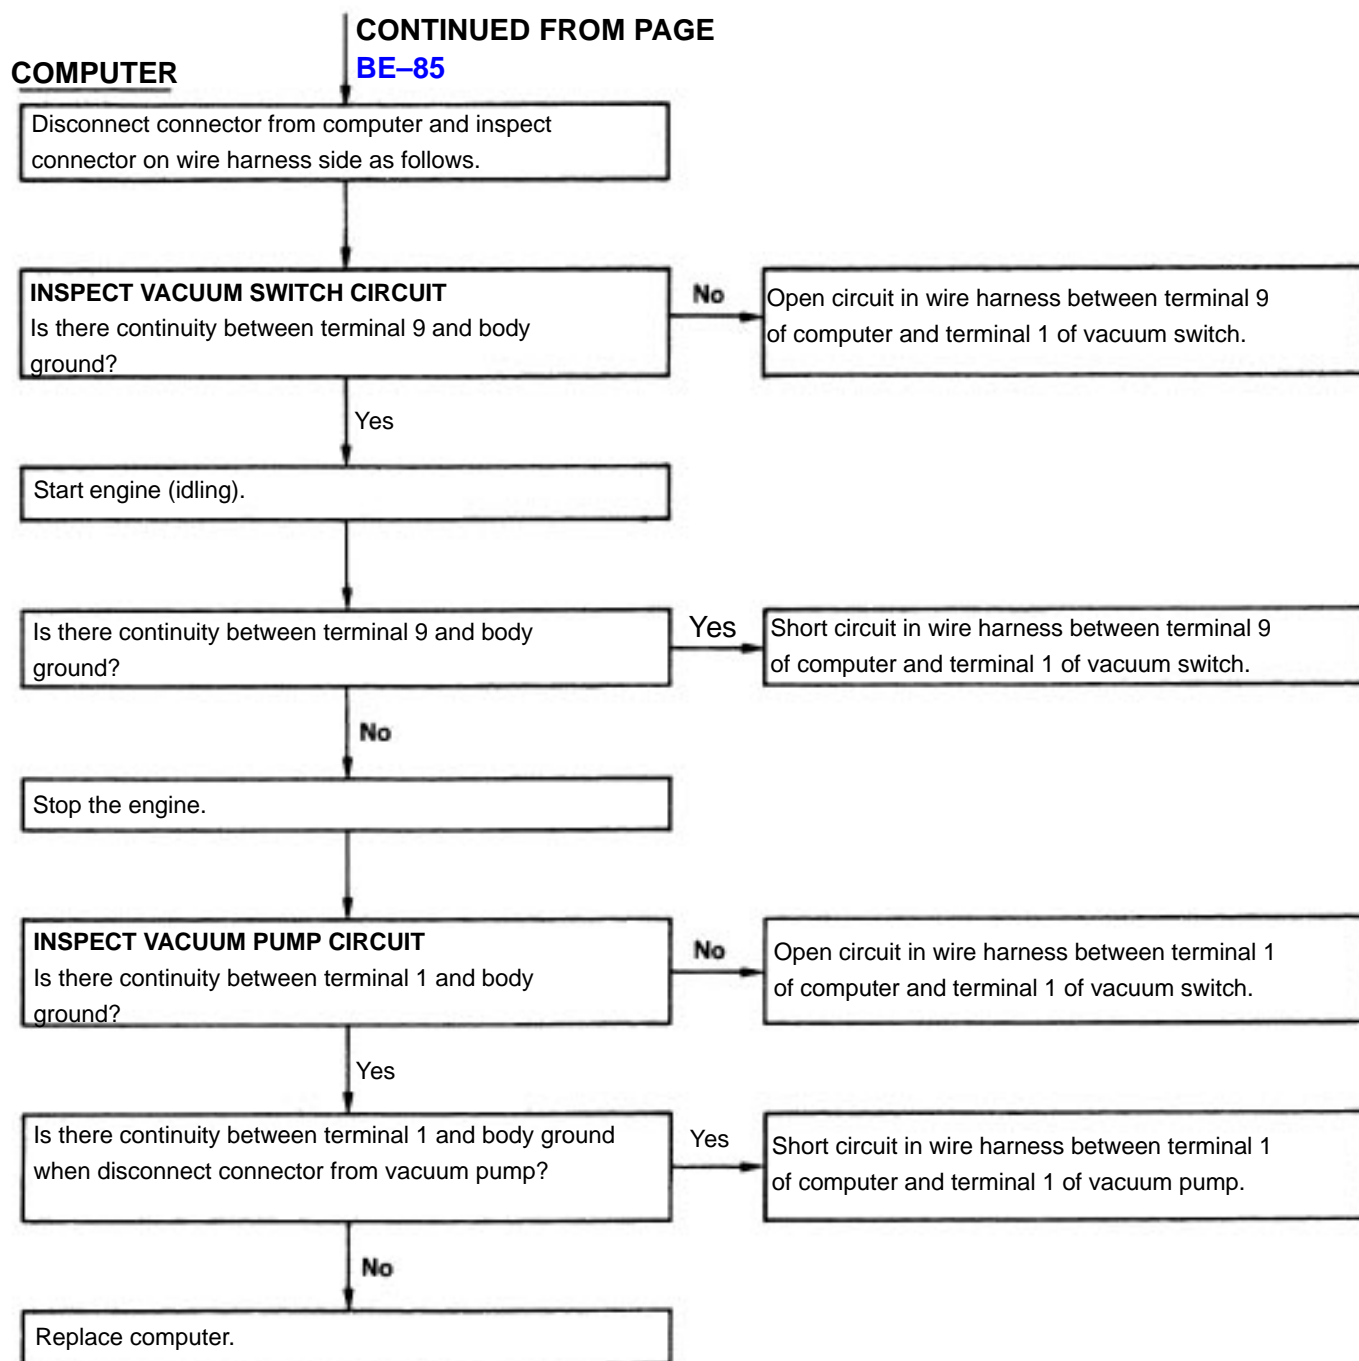 CONTINUED FROM PAGE
BE–85
COMPUTER
Disconnect connector from computer and inspect
connector on wire harness side as follows.
INSPECT VACUUM SWITCH CIRCUIT
Is there continuity between terminal 9 and body
ground?
No
Open circuit in wire harness between terminal 9
of computer and terminal 1 of vacuum switch.
Yes
Start engine (idling).
Is there continuity between terminal 9 and body
ground?
Yes
Short circuit in wire harness between terminal 9
of computer and terminal 1 of vacuum switch.
No
Stop the engine.
INSPECT VACUUM PUMP CIRCUIT
Is there continuity between terminal 1 and body
ground?
No
Open circuit in wire harness between terminal 1
of computer and terminal 1 of vacuum switch.
Yes
Is there continuity between terminal 1 and body ground
when disconnect connector from vacuum pump?
Yes
Short circuit in wire harness between terminal 1
of computer and terminal 1 of vacuum pump.
No
Replace computer.